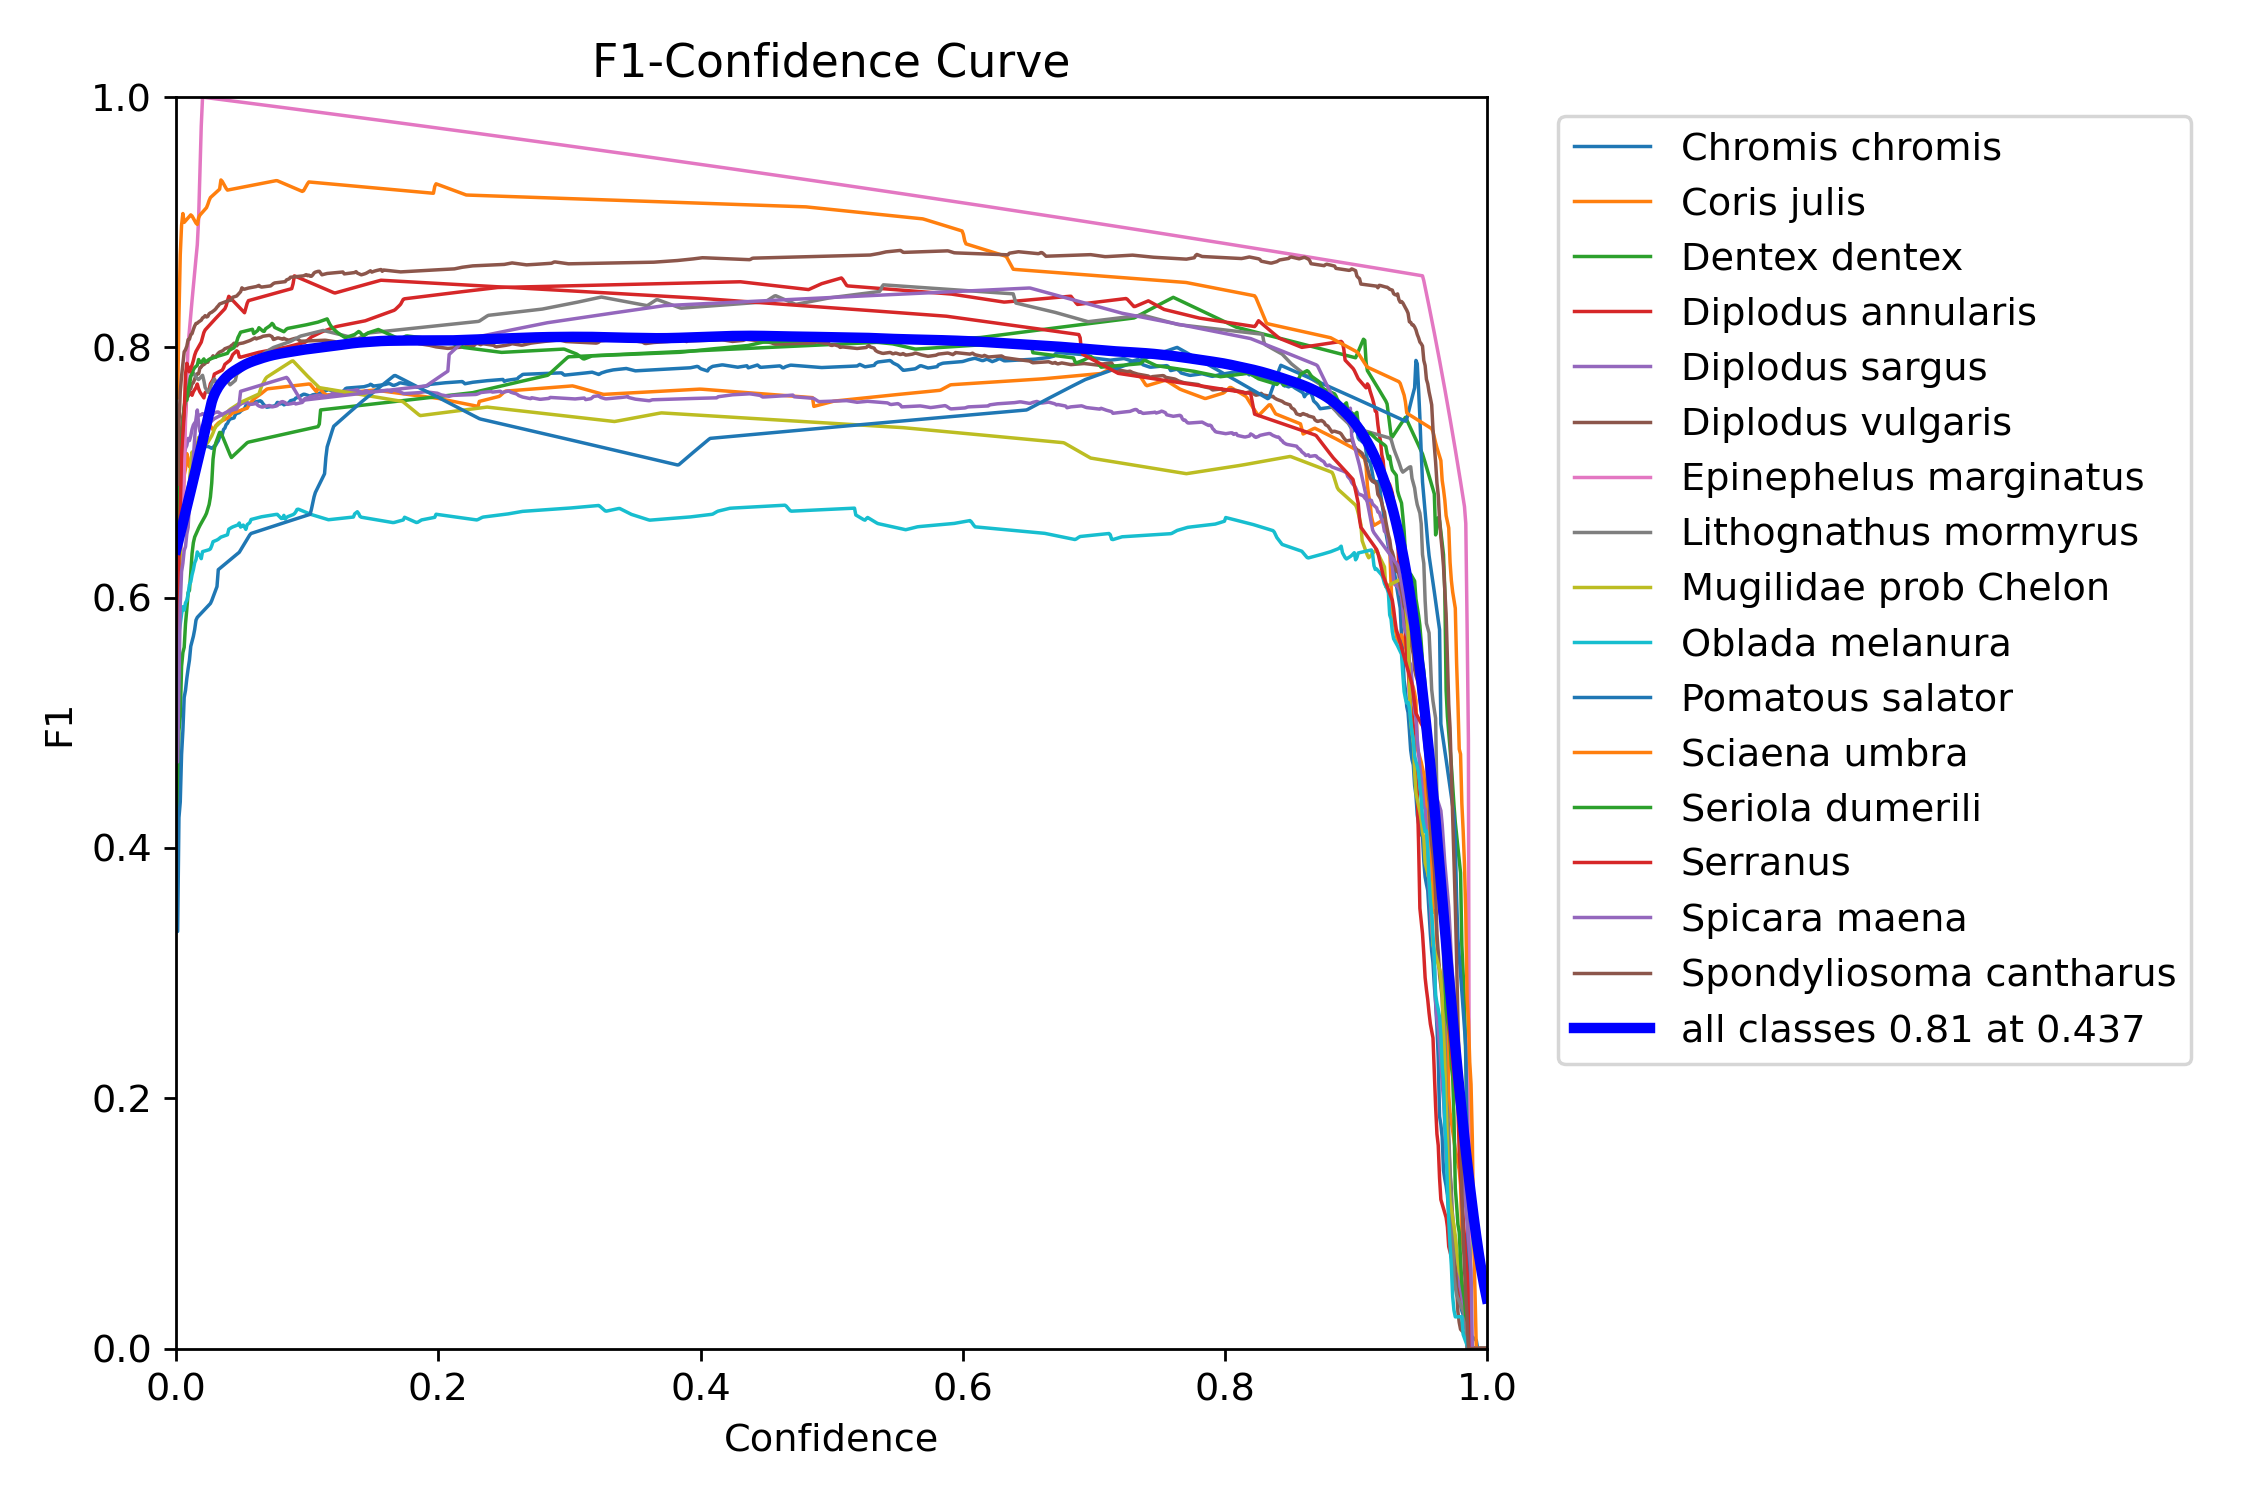 F1-Confidence Curve
1.0
0.8
0.6
0.4
0.2
0.0
F1
0.0 0.2 0.4 0.6 0.8 1.0
Confidence
Chromis chromis
Coris julis
Dentex dentex
Diplodus annularis
Diplodus sargus
Diplodus vulgaris
Epinephelus marginatus
Lithognathus mormyrus
Mugilidae prob Chelon
Oblada melanura
Pomatous salator
Sciaena umbra
Seriola dumerili
Serranus
Spicara maena
Spondyliosoma cantharus
all classes 0.81 at 0.437